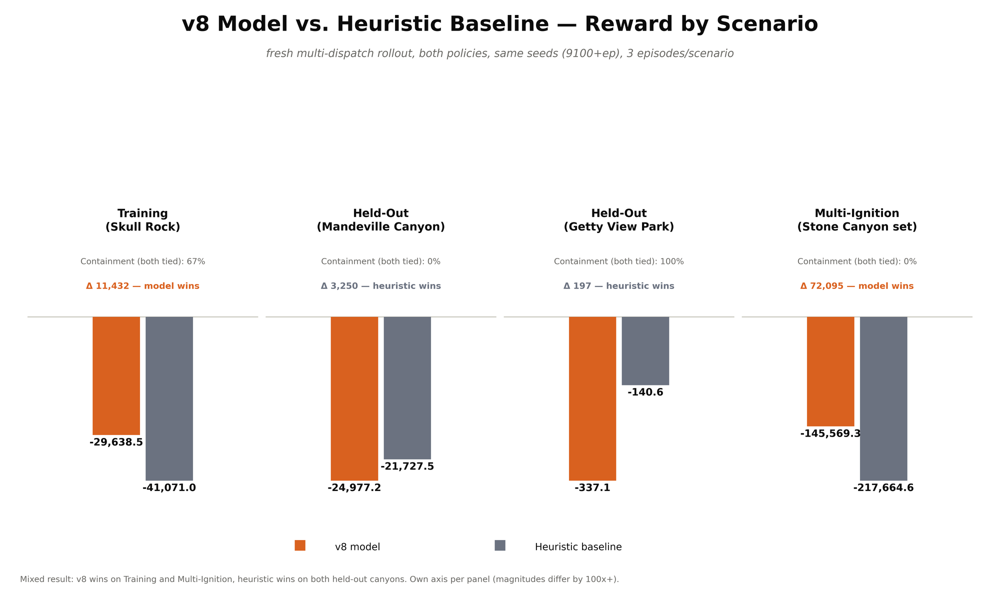 v8 Model vs. Heuristic Baseline — Reward by Scenario
fresh multi-dispatch rollout, both policies, same seeds (9100+ep), 3 episodes/scenario
Training
(Skull Rock)
Containment (both tied): 67%
Δ 11,432 — model wins
-29,638.5
-41,071.0
Held-Out
(Mandeville Canyon)
Containment (both tied): 0%
Δ 3,250 — heuristic wins
-24,977.2
-21,727.5
Held-Out
(Getty View Park)
Containment (both tied): 100%
Δ 197 — heuristic wins
-337.1
-140.6
Multi-Ignition
(Stone Canyon set)
Containment (both tied): 0%
Δ 72,095 — model wins
-145,569.3
-217,664.6
v8 model
Heuristic baseline
Mixed result: v8 wins on Training and Multi-Ignition, heuristic wins on both held-out canyons. Own axis per panel (magnitudes differ by 100x+).